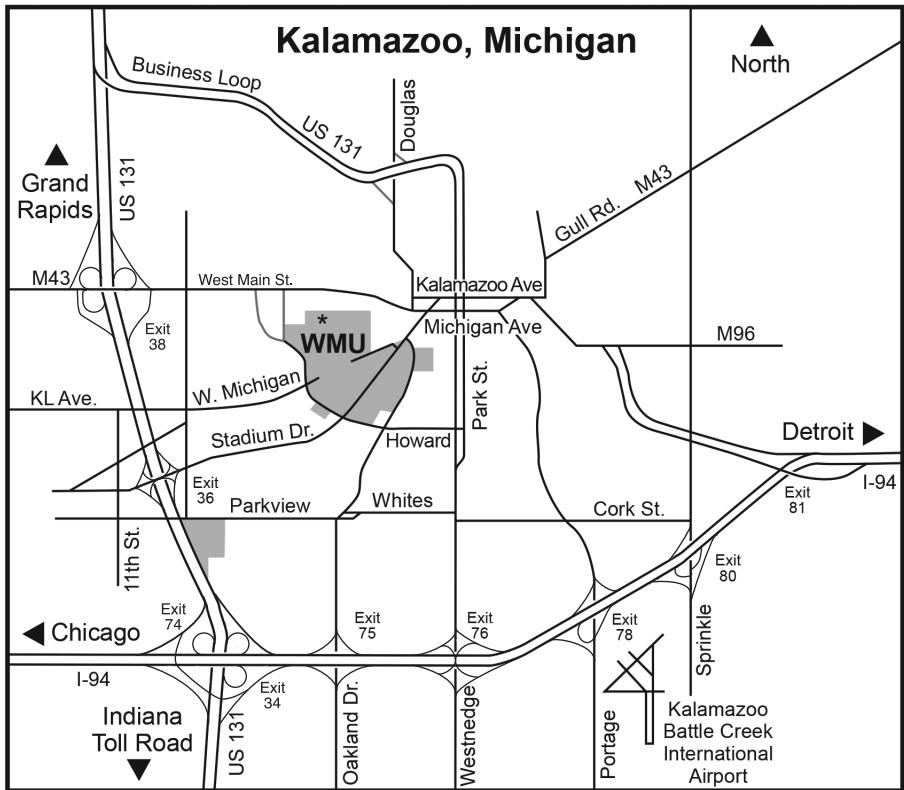 Kalamazoo, Michigan
North
Business Loop
US 131
Douglas
Gull Rd.
M43
Grand
Rapids
US 131
M43
West Main St.
Kalamazoo Ave
Michigan Ave
Exit
38
*
WMU
M96
KL Ave.
W. Michigan
Park St.
Stadium Dr.
Howard
Detroit
I-94
Exit
36
Exit
81
Parkview
Whites
Cork St.
11th St.
Exit
80
Exit
74
Exit
75
Exit
76
Exit
78
Chicago
I-94
Sprinkle
Exit
34
Indiana
Toll Road
US 131
Oakland Dr.
Westnedge
Portage
Kalamazoo
Battle Creek
International
Airport